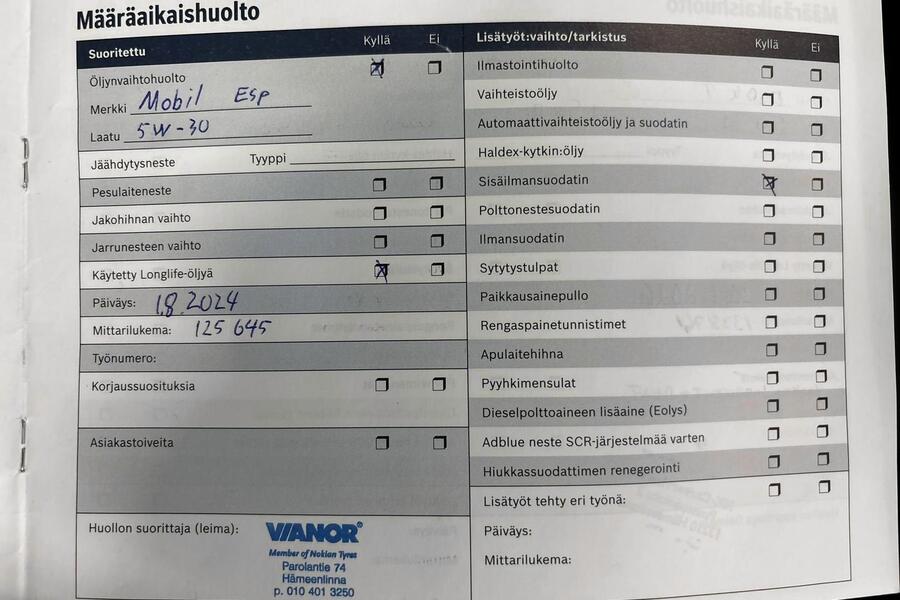 Määräaikaishuolto
Suoritettu Kyllä Ei
Öljynvaihtohuolto
Merkki Mobil Esp
Laatu 5W-30
Jäähdytysneste Tyyppi
Pesulaiteneste
Jakohihnan vaihto
Jarrunesteen vaihto
Käytetty Longlife-öljyä
Päiväys: 1.8.2024
Mittarilukema: 125 645
Työnumero:
Korjaussuosituksia
Asiakastoiveita
Huollon suorittaja (leima):
VIANOR
Member of Nokian Tyres
Parolantie 74
Hämeenlinna
p. 010 401 3250
Lisätyöt:vaihto/tarkistus Kyllä Ei
Ilmastointihuolto
Vaihteistoöljy
Automaattivaihteistoöljy ja suodatin
Haldex-kytkin:öljy
Sisäilmansuodatin
Polttonestesuodatin
Ilmansuodatin
Sytytystulpat
Paikkausainepullo
Rengaspainetunnistimet
Apulaitehihna
Pyyhkimensulat
Dieselpolttoaineen lisäaine (Eolys)
Adblue neste SCR-järjestelmää varten
Hiukkassuodattimen renegerointi
Lisätyöt tehty eri työnä:
Päiväys:
Mittarilukema: